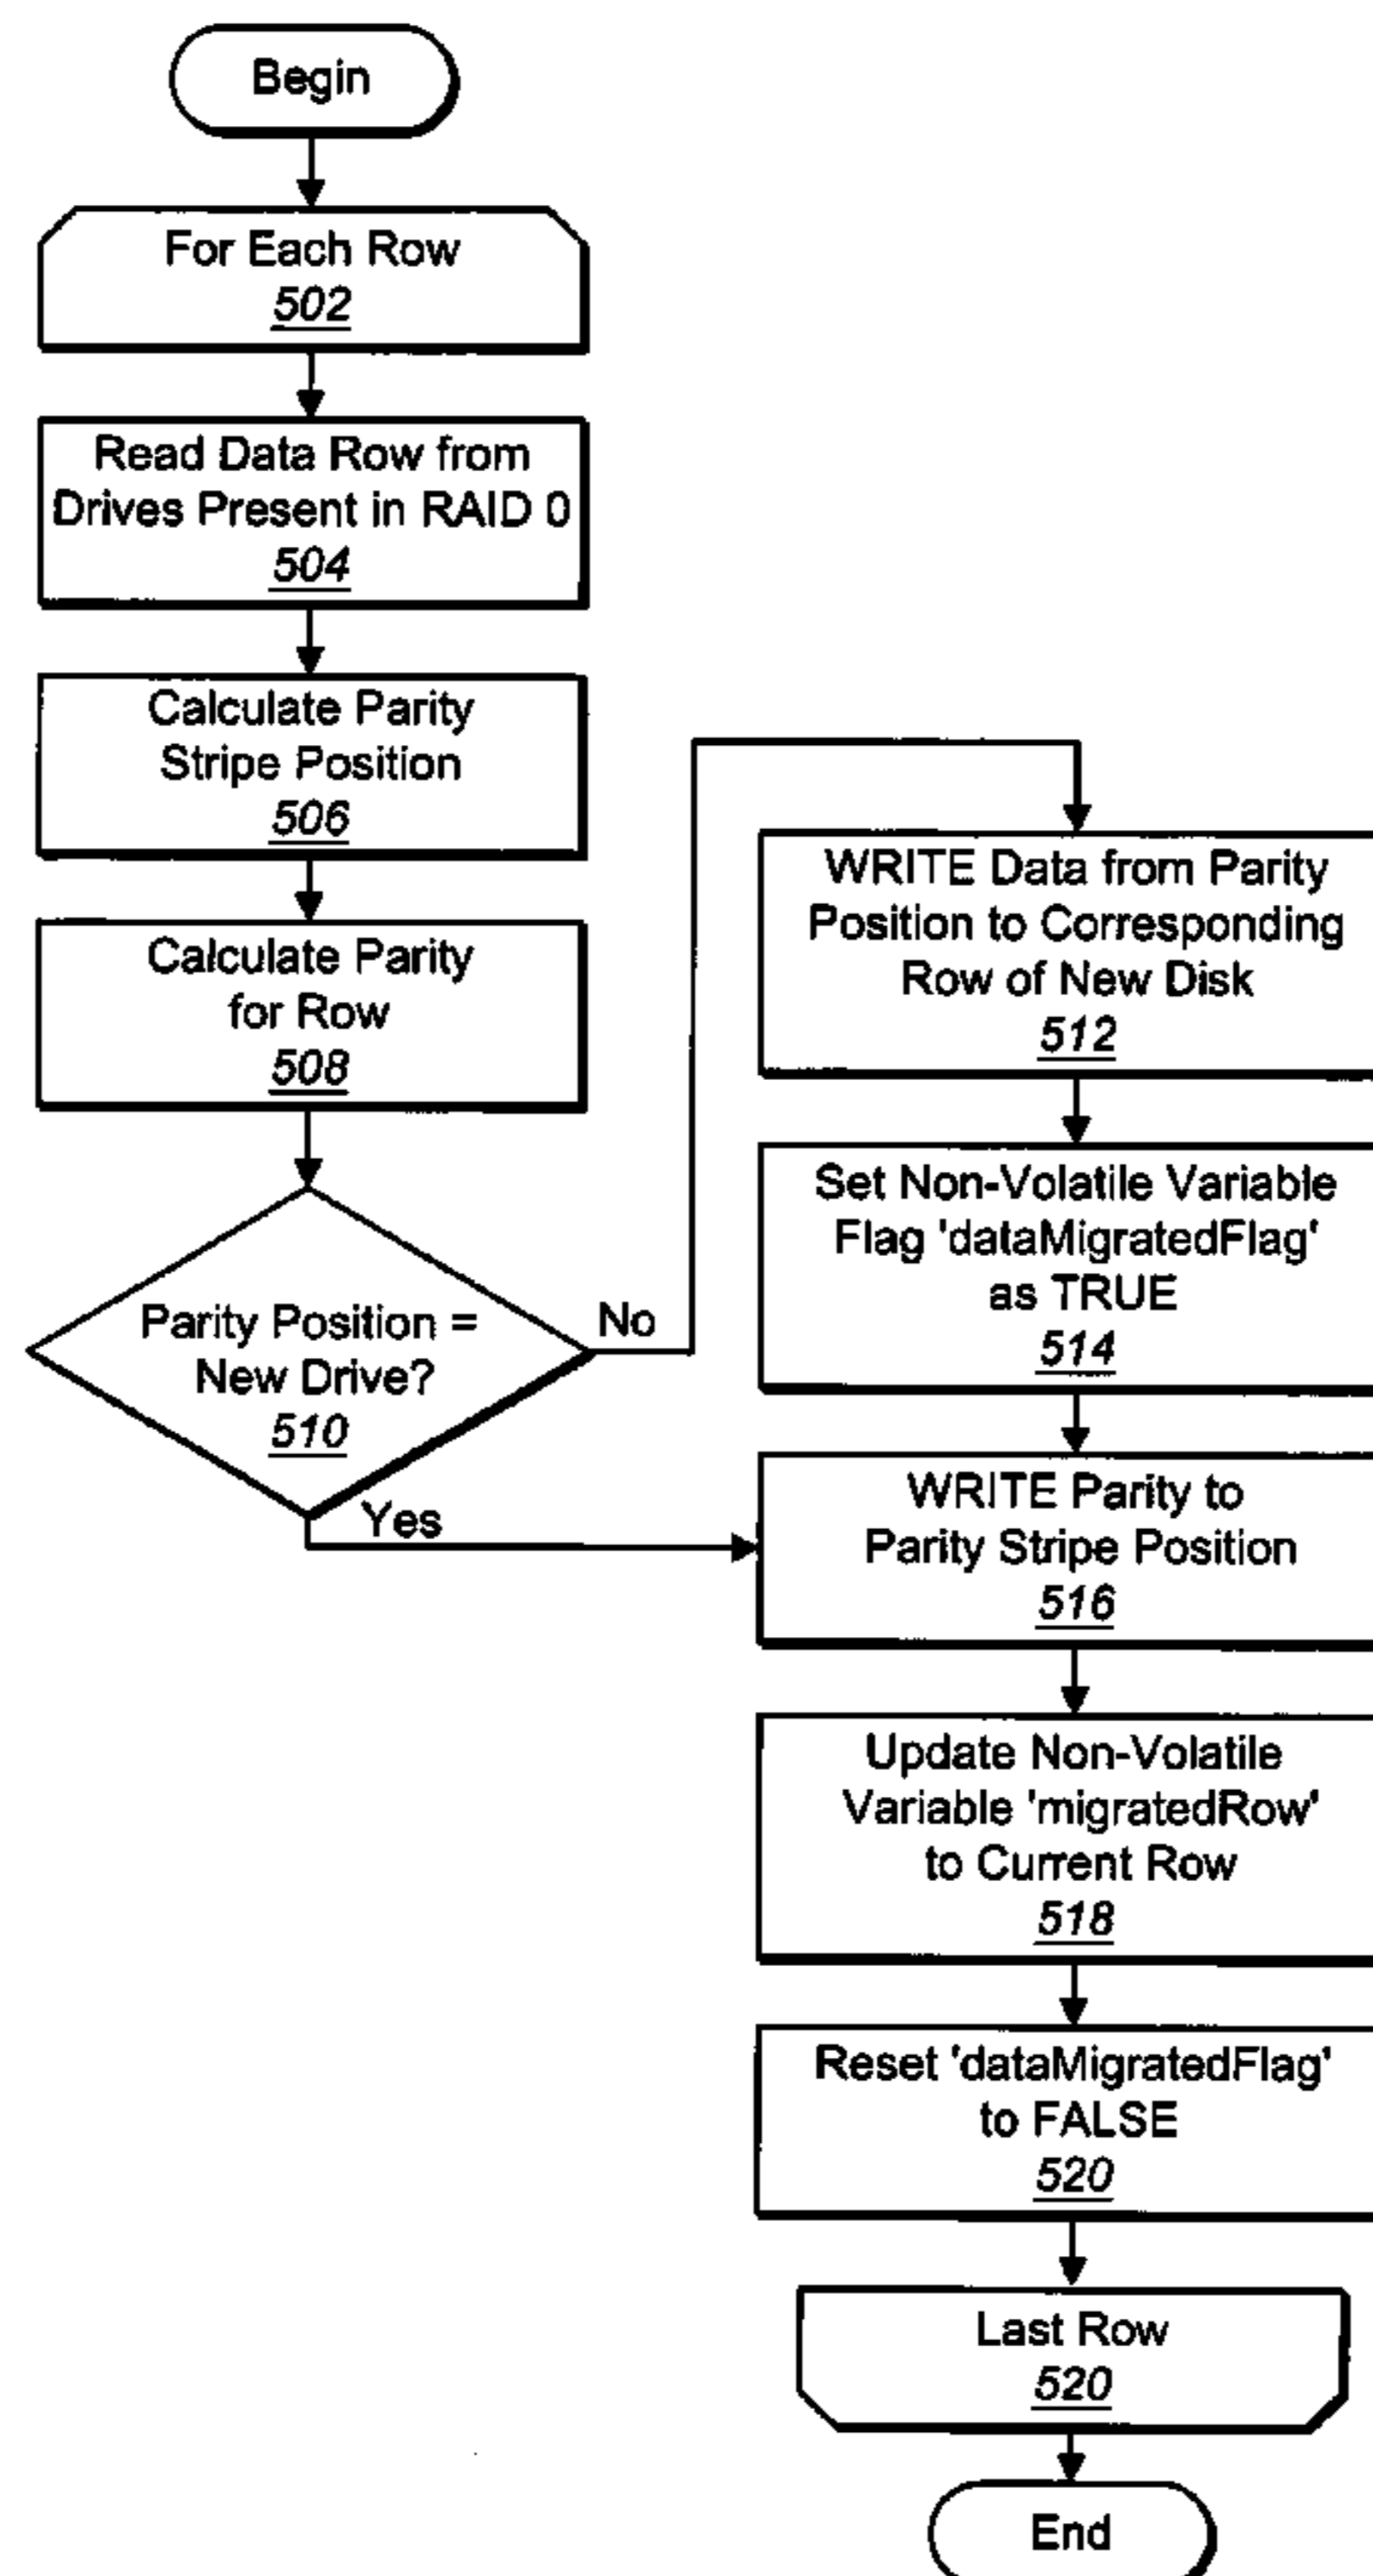 Begin
For Each Row
502
Read Data Row from
Drives Present in RAID 0
504
Calculate Parity
Stripe Position
506
Calculate Parity
for Row
508
Parity Position =
New Drive?
510
No
Yes
WRITE Data from Parity
Position to Corresponding
Row of New Disk
512
Set Non-Volatile Variable
Flag 'dataMigratedFlag'
as TRUE
514
WRITE Parity to
Parity Stripe Position
516
Update Non-Volatile
Variable 'migratedRow'
to Current Row
518
Reset 'dataMigratedFlag'
to FALSE
520
Last Row
520
End